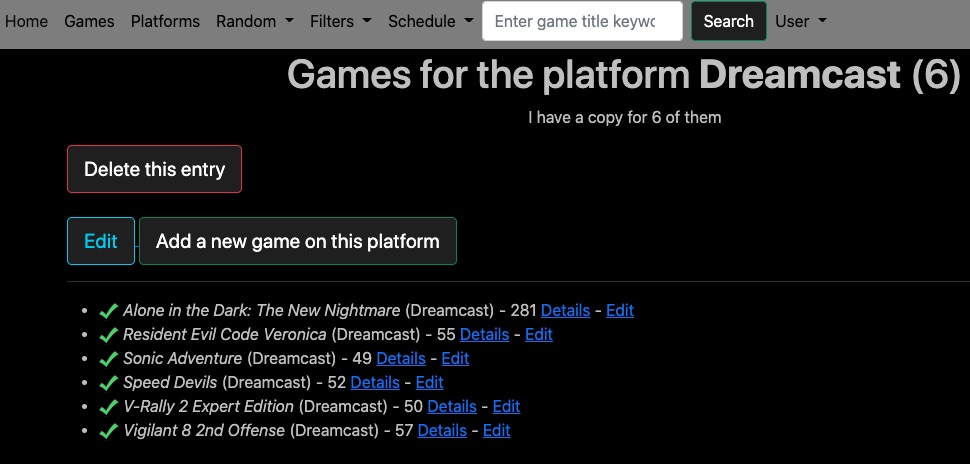 Home Games Platforms Random Filters Schedule Enter game title keywo Search User
Games for the platform Dreamcast (6)
I have a copy for 6 of them
Delete this entry
Edit Add a new game on this platform
Alone in the Dark: The New Nightmare (Dreamcast) - 281 Details - Edit
Resident Evil Code Veronica (Dreamcast) - 55 Details - Edit
Sonic Adventure (Dreamcast) - 49 Details - Edit
Speed Devils (Dreamcast) - 52 Details - Edit
V-Rally 2 Expert Edition (Dreamcast) - 50 Details - Edit
Vigilant 8 2nd Offense (Dreamcast) - 57 Details - Edit